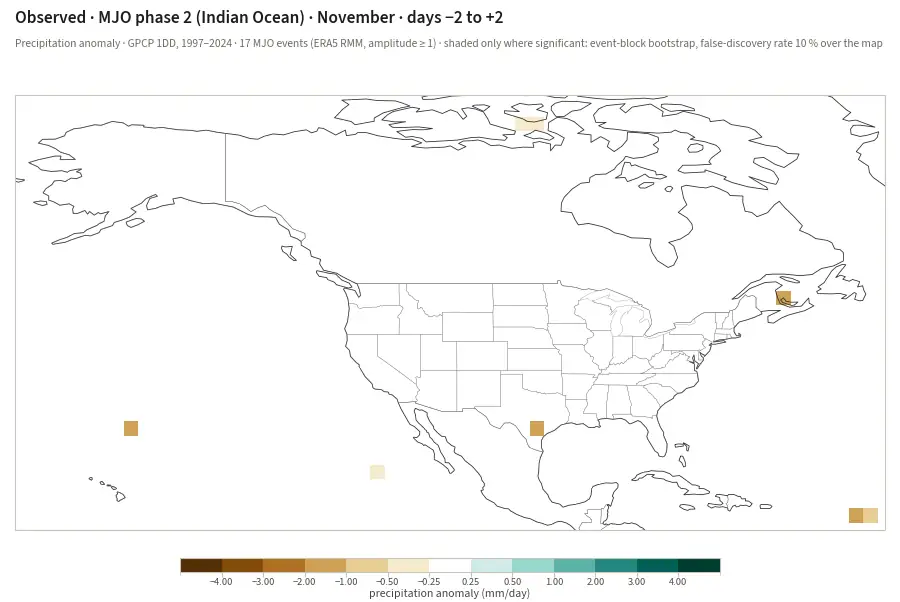 Observed · MJO phase 2 (Indian Ocean) · November · days −2 to +2
Precipitation anomaly · GPCP 1DD, 1997–2024 · 17 MJO events (ERA5 RMM, amplitude ≥ 1) · shaded only where significant: event-block bootstrap, false-discovery rate 10 % over the map
−4.00 −3.00 −2.00 −1.00 −0.50 −0.25 0.25 0.50 1.00 2.00 3.00 4.00
precipitation anomaly (mm/day)